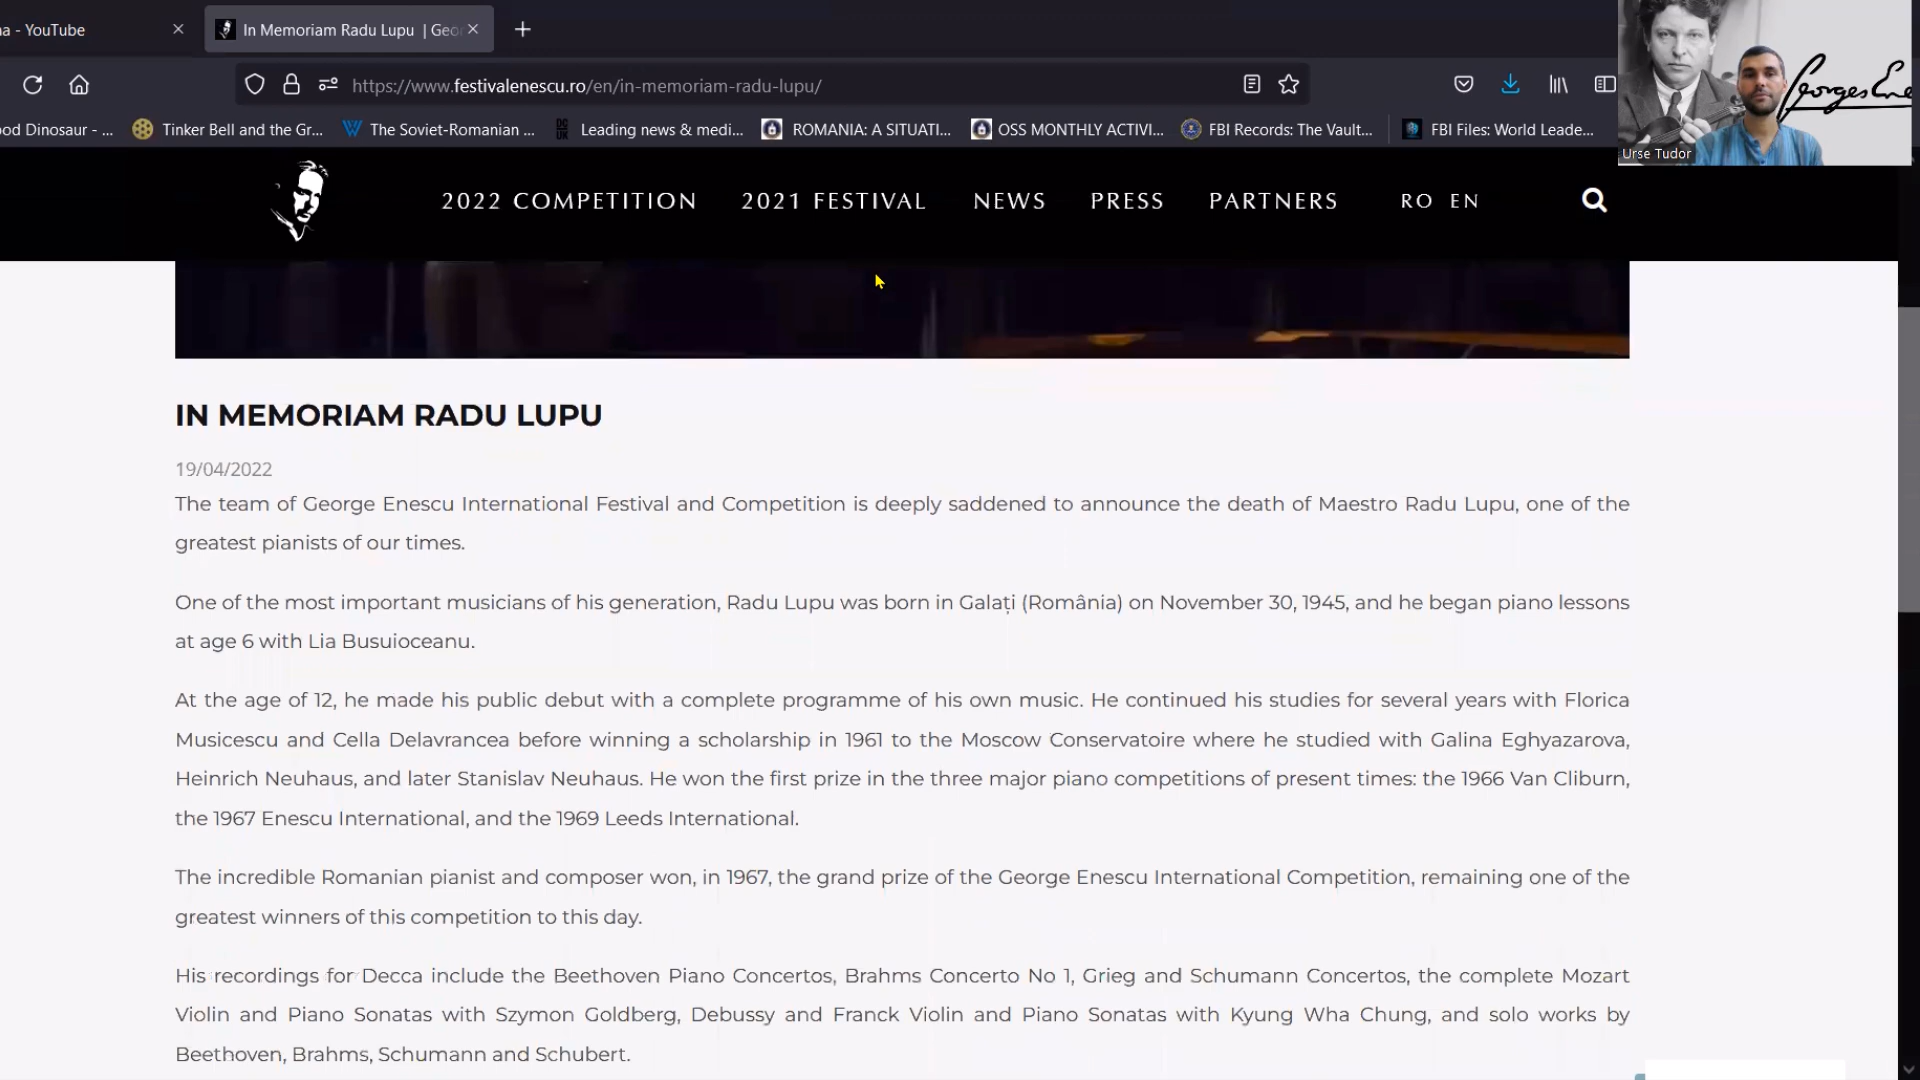 a - YouTube
In Memoriam Radu Lupu | Geo
https://www.festivalenescu.ro/en/in-memoriam-radu-lupu/
ood Dinosaur - ...
Tinker Bell and the Gr...
The Soviet-Romanian ...
Leading news & medi...
ROMANIA: A SITUATI...
OSS MONTHLY ACTIVI...
FBI Records: The Vault...
FBI Files: World Leade...
Georges Ene
Urse Tudor
2022 COMPETITION
2021 FESTIVAL
NEWS
PRESS
PARTNERS
RO EN
IN MEMORIAM RADU LUPU
19/04/2022
The team of George Enescu International Festival and Competition is deeply saddened to announce the death of Maestro Radu Lupu, one of the
greatest pianists of our times.
One of the most important musicians of his generation, Radu Lupu was born in Galați (România) on November 30, 1945, and he began piano lessons
at age 6 with Lia Busuioceanu.
At the age of 12, he made his public debut with a complete programme of his own music. He continued his studies for several years with Florica
Musicescu and Cella Delavrancea before winning a scholarship in 1961 to the Moscow Conservatoire where he studied with Galina Eghyazarova,
Heinrich Neuhaus, and later Stanislav Neuhaus. He won the first prize in the three major piano competitions of present times: the 1966 Van Cliburn,
the 1967 Enescu International, and the 1969 Leeds International.
The incredible Romanian pianist and composer won, in 1967, the grand prize of the George Enescu International Competition, remaining one of the
greatest winners of this competition to this day.
His recordings for Decca include the Beethoven Piano Concertos, Brahms Concerto No 1, Grieg and Schumann Concertos, the complete Mozart
Violin and Piano Sonatas with Szymon Goldberg, Debussy and Franck Violin and Piano Sonatas with Kyung Wha Chung, and solo works by
Beethoven, Brahms, Schumann and Schubert.